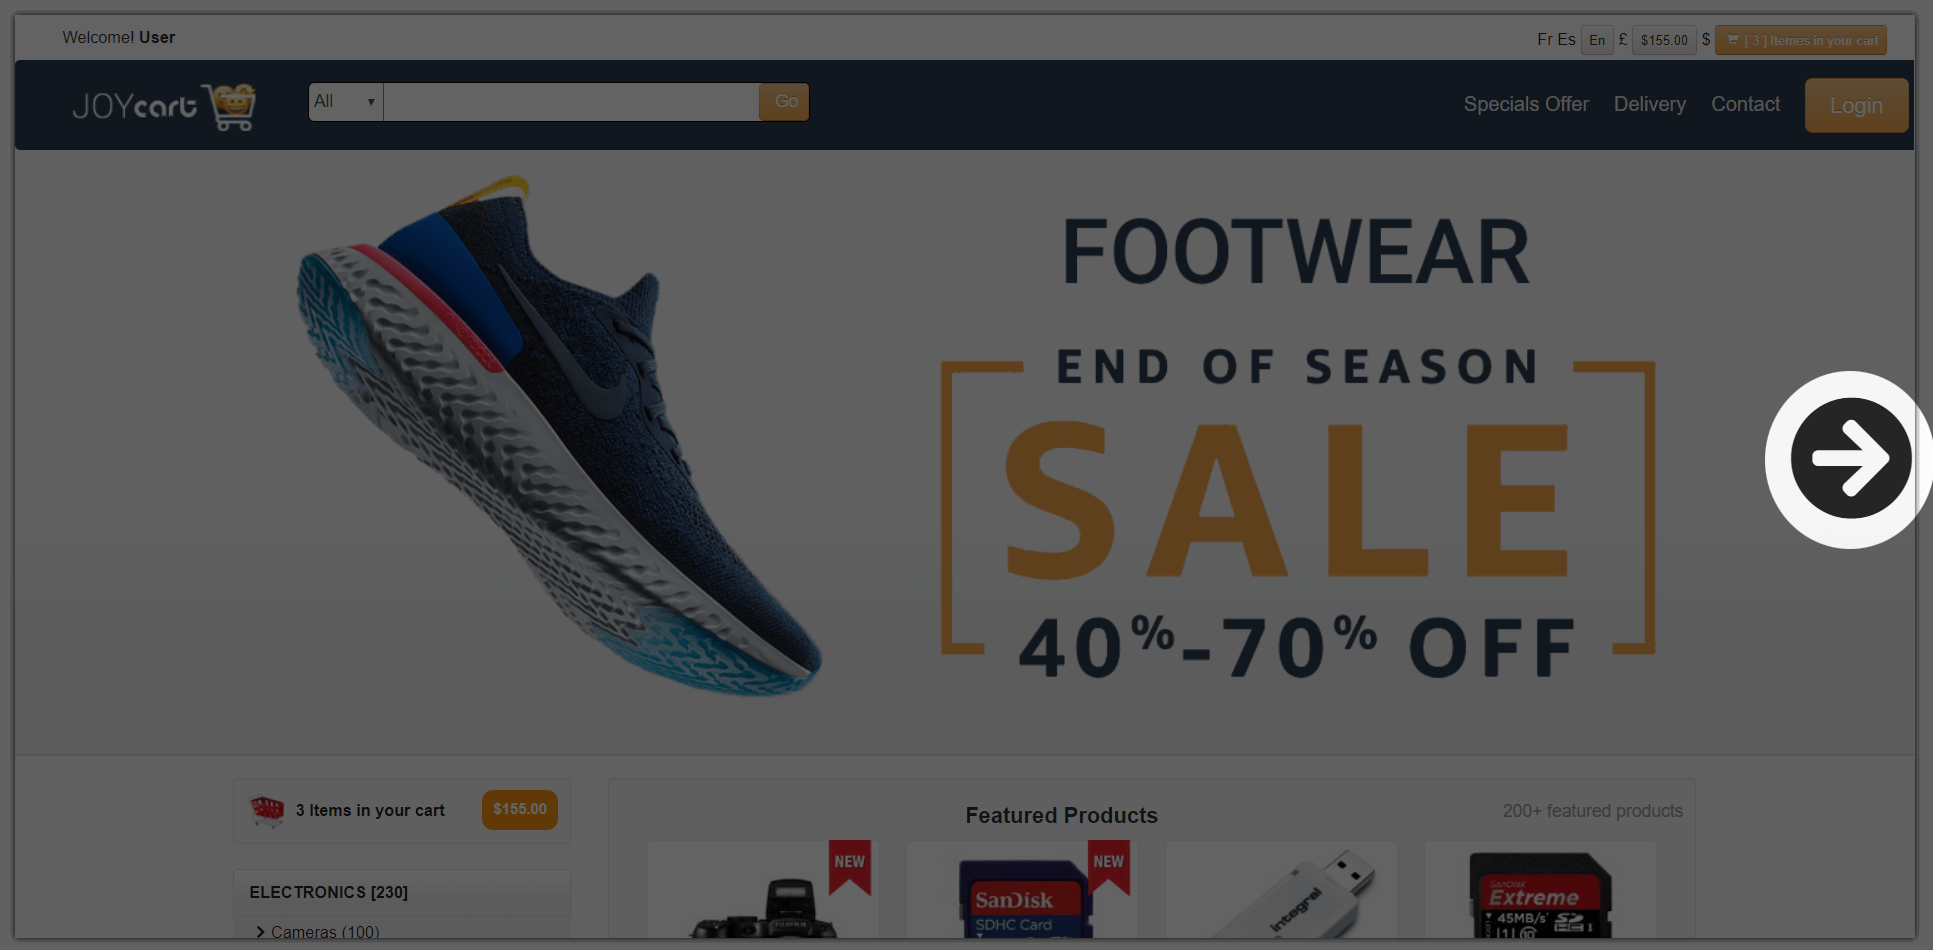 Welcome! User
Fr Es En £ $155.00 $ [ 3 ] Itemes in your cart
JOYcart
All Go
Specials Offer Delivery Contact Login
FOOTWEAR
END OF SEASON
SALE
40%-70% OFF
3 Items in your cart $155.00
ELECTRONICS [230]
Cameras (100)
Featured Products
200+ featured products
NEW
FUJIFILM
NEW
SanDisk
SDHC Card
integral
SanDisk
Extreme
45MB/s